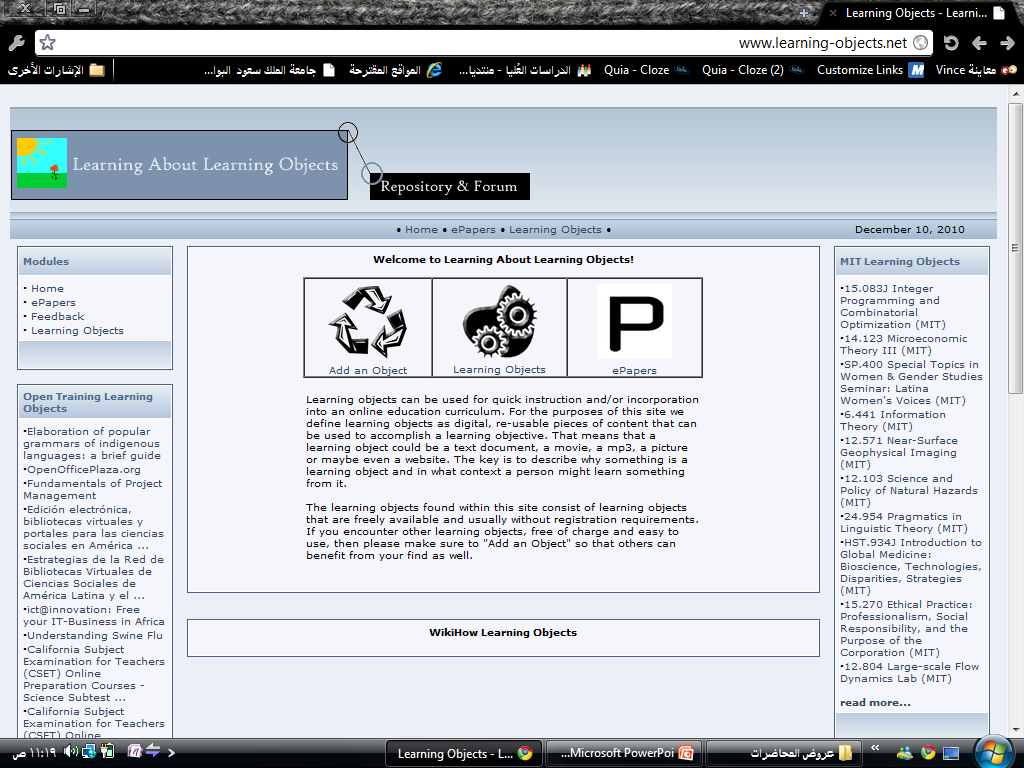 Learning Objects - Learni...
www.learning-objects.net
معاينة Vince
Customize Links
Quia - Cloze (2)
Quia - Cloze
الدراسات العُليا - منتديا...
المواقع المقترحة
جامعة الملك سعود البوا...
الإشارات الأخرى
Learning About Learning Objects
Repository & Forum
• Home • ePapers • Learning Objects •
December 10, 2010
Modules
• Home
• ePapers
• Feedback
• Learning Objects
Open Training Learning
Objects
•Elaboration of popular
grammars of indigenous
languages: a brief guide
•OpenOfficePlaza.org
•Fundamentals of Project
Management
•Edición electrónica,
bibliotecas virtuales y
portales para las ciencias
sociales en América ...
•Estrategias de la Red de
Bibliotecas Virtuales de
Ciencias Sociales de
América Latina y el ...
•ict@innovation: Free
your IT-Business in Africa
•Understanding Swine Flu
•California Subject
Examination for Teachers
(CSET) Online
Preparation Courses -
Science Subtest ...
•California Subject
Examination for Teachers
(CSET) Online
Welcome to Learning About Learning Objects!
P
Add an Object
Learning Objects
ePapers
Learning objects can be used for quick instruction and/or incorporation
into an online education curriculum. For the purposes of this site we
define learning objects as digital, re-usable pieces of content that can
be used to accomplish a learning objective. That means that a
learning object could be a text document, a movie, a mp3, a picture
or maybe even a website. The key is to describe why something is a
learning object and in what context a person might learn something
from it.
The learning objects found within this site consist of learning objects
that are freely available and usually without registration requirements.
If you encounter other learning objects, free of charge and easy to
use, then please make sure to "Add an Object" so that others can
benefit from your find as well.
WikiHow Learning Objects
MIT Learning Objects
•15.083J Integer
Programming and
Combinatorial
Optimization (MIT)
•14.123 Microeconomic
Theory III (MIT)
•SP.400 Special Topics in
Women & Gender Studies
Seminar: Latina
Women's Voices (MIT)
•6.441 Information
Theory (MIT)
•12.571 Near-Surface
Geophysical Imaging
(MIT)
•12.103 Science and
Policy of Natural Hazards
(MIT)
•24.954 Pragmatics in
Linguistic Theory (MIT)
•HST.934J Introduction to
Global Medicine:
Bioscience, Technologies,
Disparities, Strategies
(MIT)
•15.270 Ethical Practice:
Professionalism, Social
Responsibility, and the
Purpose of the
Corporation (MIT)
•12.804 Large-scale Flow
Dynamics Lab (MIT)
read more...
عروض المحاضرات
Microsoft PowerPoi...
Learning Objects - L...
١١:١٩ ص